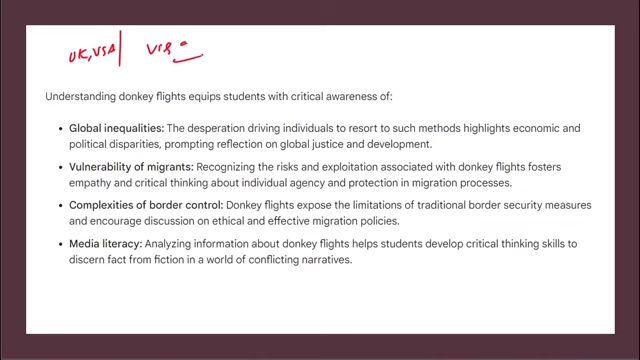 UK, USA | VISA
Understanding donkey flights equips students with critical awareness of:
• Global inequalities: The desperation driving individuals to resort to such methods highlights economic and
political disparities, prompting reflection on global justice and development.
• Vulnerability of migrants: Recognizing the risks and exploitation associated with donkey flights fosters
empathy and critical thinking about individual agency and protection in migration processes.
• Complexities of border control: Donkey flights expose the limitations of traditional border security measures
and encourage discussion on ethical and effective migration policies.
• Media literacy: Analyzing information about donkey flights helps students develop critical thinking skills to
discern fact from fiction in a world of conflicting narratives.